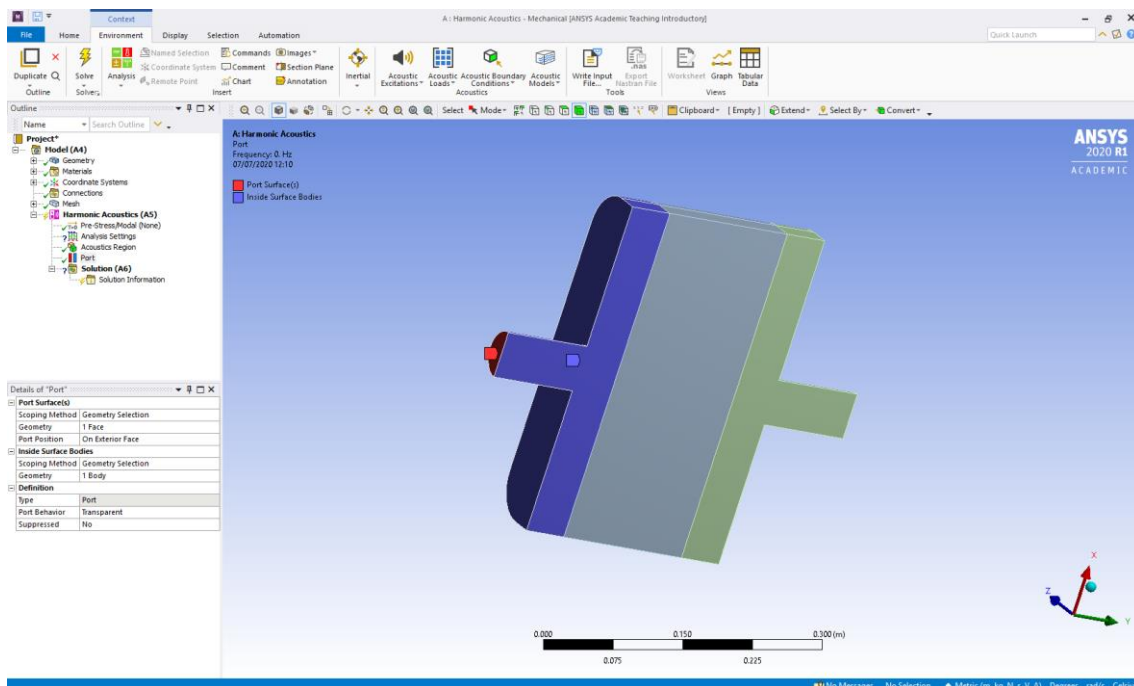 Context
A : Harmonic Acoustics - Mechanical [ANSYS Academic Teaching Introductory]
File Home Environment Display Selection Automation
Quick Launch
Duplicate
Outline
Solve
Solver
Analysis
Named Selection
Coordinate System
Remote Point
Commands
Comment
Chart
Images
Section Plane
Annotation
Insert
Inertial
Acoustic Excitations
Acoustic Loads
Acoustic Boundary Conditions
Acoustic Models
Acoustics
Write Input File...
Export Nastran File
Tools
Worksheet
Graph
Tabular Data
Views
Outline
Name Search Outline
Select Mode Clipboard [ Empty ] Extend Select By Convert
Project*
Model (A4)
Geometry
Materials
Coordinate Systems
Connections
Mesh
Harmonic Acoustics (A5)
Pre-Stress/Modal (None)
Analysis Settings
Acoustics Region
Port
Solution (A6)
Solution Information
A: Harmonic Acoustics
Port
Frequency: 0. Hz
07/07/2020 12:10
Port Surface(s)
Inside Surface Bodies
ANSYS
2020 R1
ACADEMIC
Details of "Port"
Port Surface(s)
Scoping Method Geometry Selection
Geometry 1 Face
Port Position On Exterior Face
Inside Surface Bodies
Scoping Method Geometry Selection
Geometry 1 Body
Definition
Type Port
Port Behavior Transparent
Suppressed No
X
Z
Y
0.000 0.150 0.300 (m)
0.075 0.225
No Messages No Selection